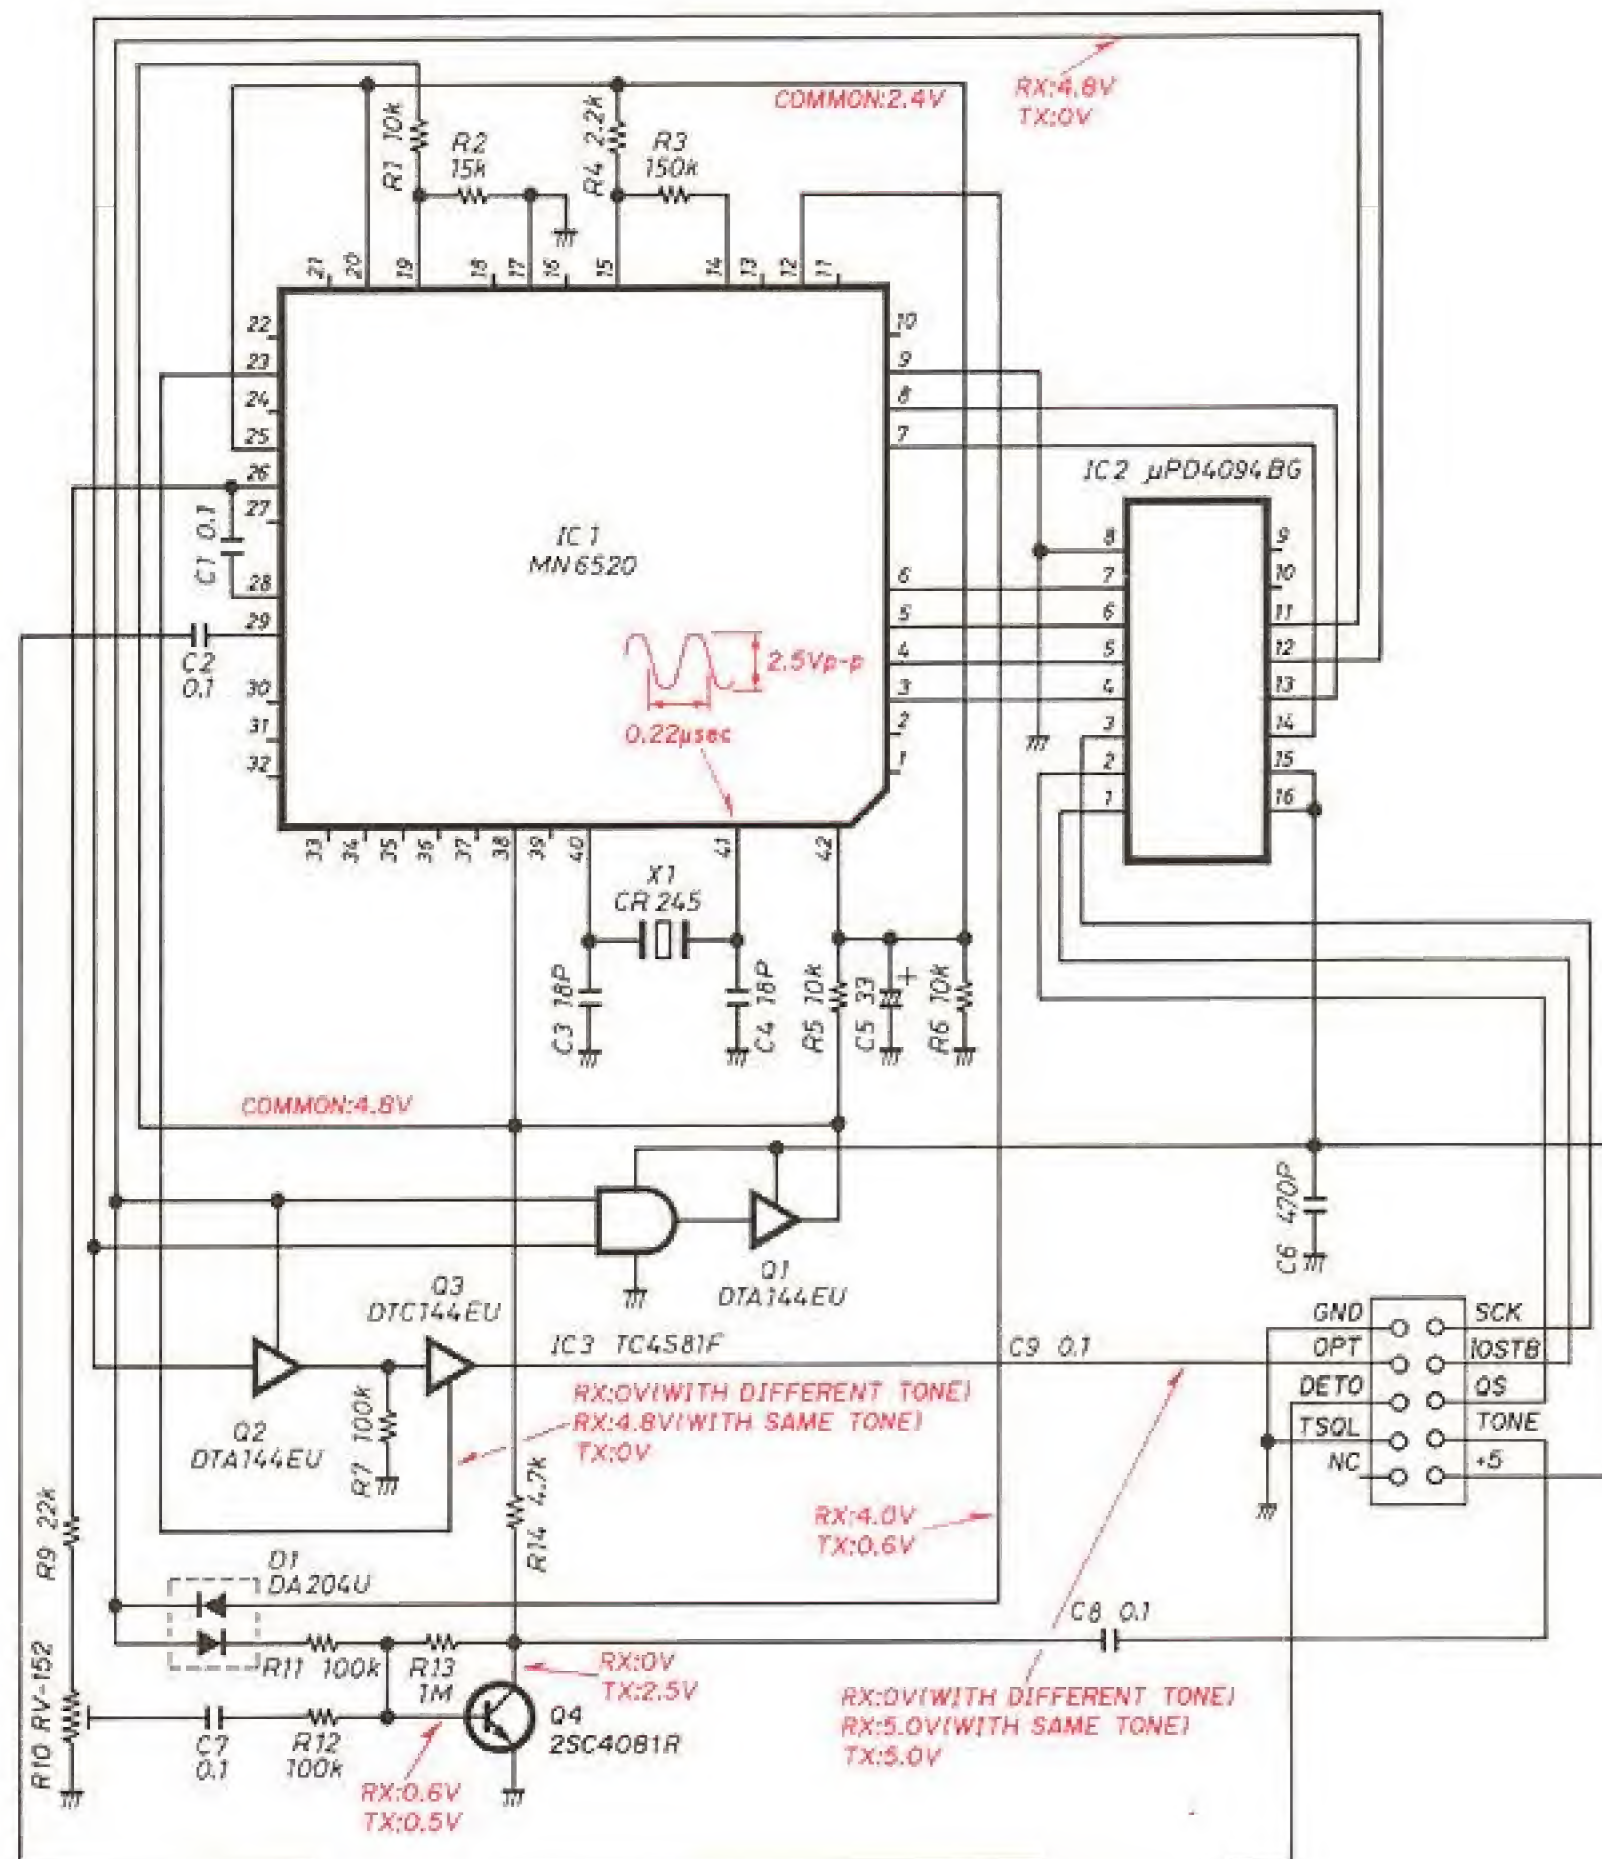 RX:4.8V
TX:0V
COMMON:2.4V
R1 10k
R2
15k
R4 2.2k
R3
150k
21
20
19
18
17
16
15
14
13
12
11
22
23
24
25
26
27
28
29
30
31
32
10
9
8
7
6
5
4
3
2
1
IC1
MN6520
2.5Vp-p
0.22µsec
C1 0.1
C2
0.1
IC2 µPD4094BG
8
7
6
5
4
3
2
1
9
10
11
12
13
14
15
16
33
34
35
36
37
38
39
40
41
42
X1
CR245
C3 18P
C4 18P
R5 10k
C5 33
+
R6 10k
COMMON:4.8V
Q1
DTA144EU
C6 470P
Q3
DTC144EU
IC3 TC4S81F
C9 0.1
Q2
DTA144EU
R7 100k
RX:0V(WITH DIFFERENT TONE)
RX:4.8V(WITH SAME TONE)
TX:0V
GND
OPT
DETO
TSQL
NC
SCK
IOSTB
QS
TONE
+5
R14 4.7k
RX:4.0V
TX:0.6V
R9 22k
D1
DA204U
C8 0.1
R11 100k
R13
1M
RX:0V
TX:2.5V
R10 RV-152
C7
0.1
R12
100k
Q4
2SC4081R
RX:0V(WITH DIFFERENT TONE)
RX:5.0V(WITH SAME TONE)
TX:5.0V
RX:0.6V
TX:0.5V